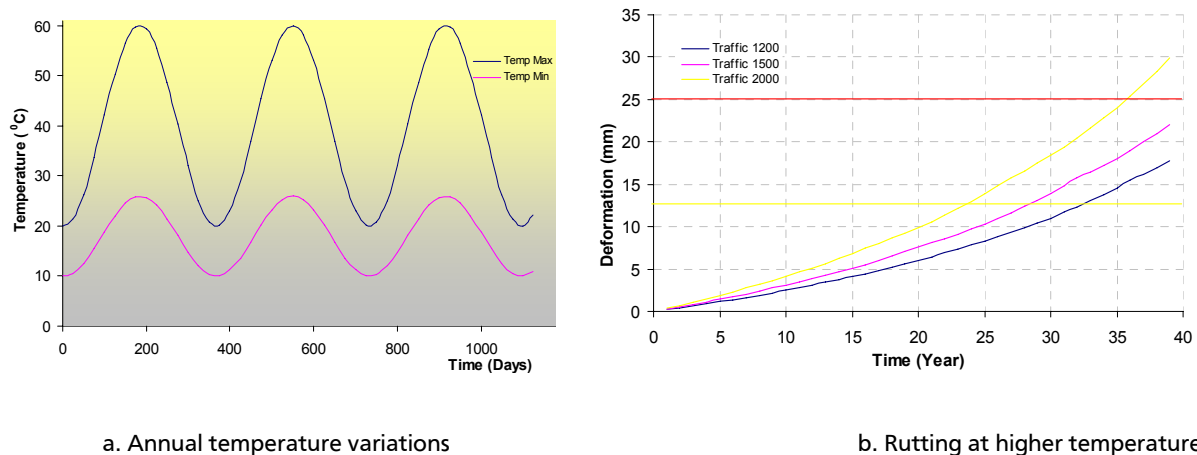 60
50
40
30
20
10
0
Temperature ( ⁰C)
Temp Max
Temp Min
0
200
400
600
800
1000
Time (Days)
35
30
25
20
15
10
5
0
Deformation (mm)
Traffic 1200
Traffic 1500
Traffic 2000
0
5
10
15
20
25
30
35
40
Time (Year)
a. Annual temperature variations
b. Rutting at higher temperature